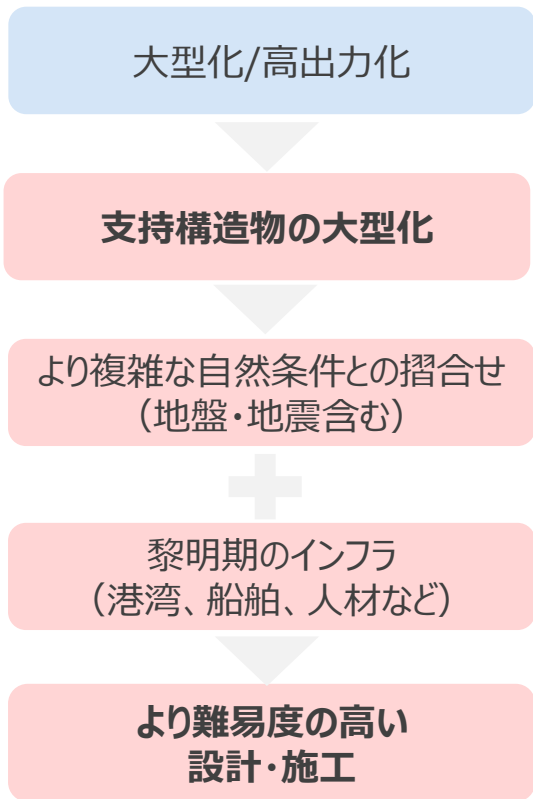 大型化/高出力化
支持構造物の大型化
より複雑な自然条件との摺合せ
（地盤・地震含む）
黎明期のインフラ
（港湾、船舶、人材など）
より難易度の高い
設計・施工